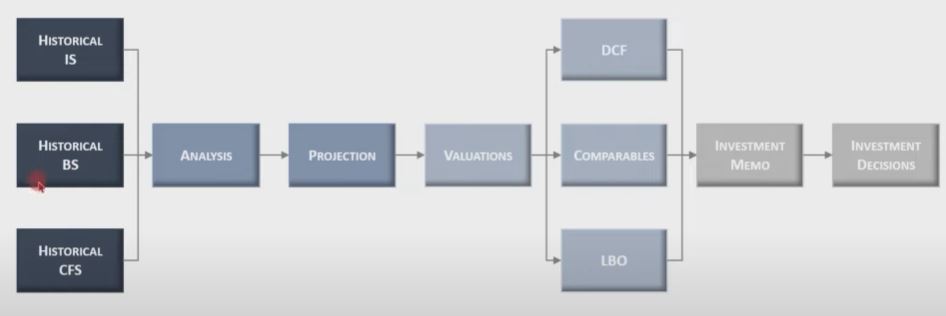 HISTORICAL
IS
HISTORICAL
BS
HISTORICAL
CFS
ANALYSIS
PROJECTION
VALUATIONS
DCF
COMPARABLES
LBO
INVESTMENT
MEMO
INVESTMENT
DECISIONS